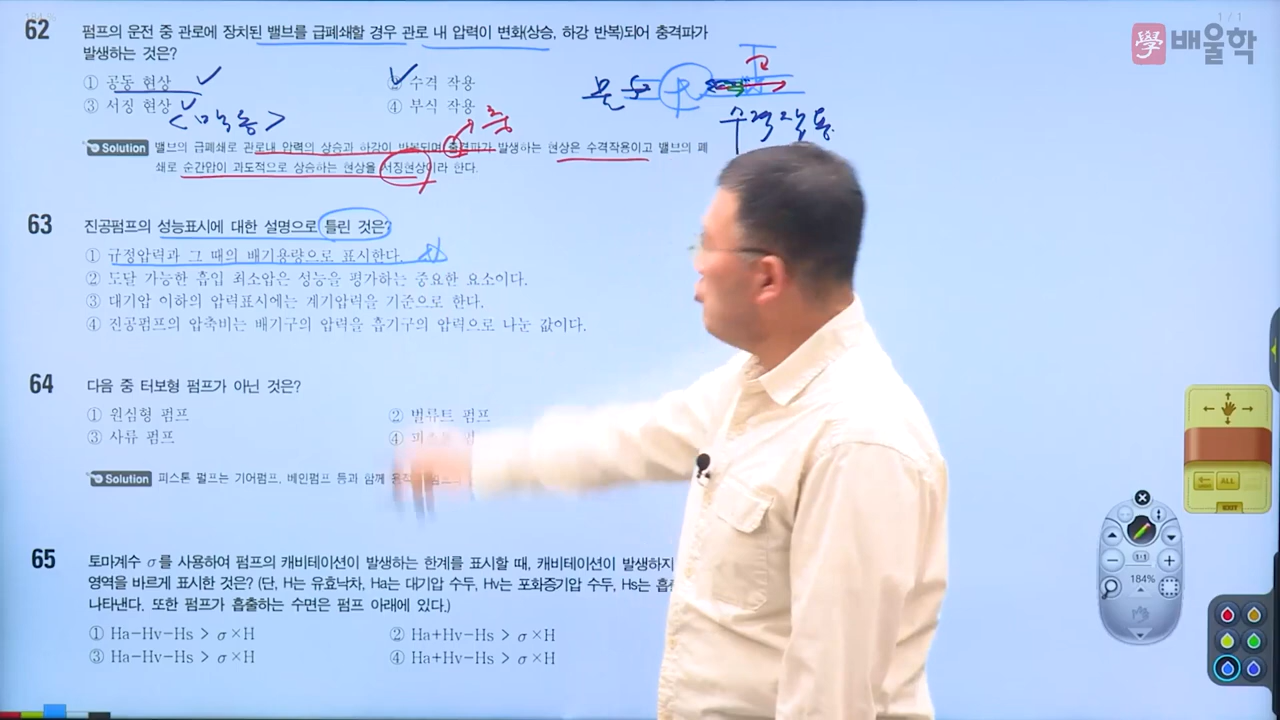 184%
1 / 1
學 배울학
62 펌프의 운전 중 관로에 장치된 밸브를 급폐쇄할 경우 관로 내 압력이 변화(상승, 하강 반복)되어 충격파가
발생하는 것은?
① 공동 현상 ② 수격 작용
③ 서징 현상 ④ 부식 작용
<맥동>
물
수격작용
Solution 밸브의 급폐쇄로 관로내 압력의 상승과 하강이 반복되며 충격파가 발생하는 현상은 수격작용이고 밸브의 폐
쇄로 순간압이 과도적으로 상승하는 현상을 서징현상이라 한다.
63 진공펌프의 성능표시에 대한 설명으로 틀린 것은?
① 규정압력과 그 때의 배기용량으로 표시한다.
② 도달 가능한 흡입 최소압은 성능을 평가하는 중요한 요소이다.
③ 대기압 이하의 압력표시에는 계기압력을 기준으로 한다.
④ 진공펌프의 압축비는 배기구의 압력을 흡기구의 압력으로 나눈 값이다.
64 다음 중 터보형 펌프가 아닌 것은?
① 원심형 펌프 ② 벌류트 펌프
③ 사류 펌프 ④
Solution 피스톤 펌프는 기어펌프, 베인펌프 등과 함께
65 토마계수 σ를 사용하여 펌프의 캐비테이션이 발생하는 한계를 표시할 때, 캐비테이션이 발생하지
영역을 바르게 표시한 것은? (단, H는 유효낙차, Ha는 대기압 수두, Hv는 포화증기압 수두, Hs는
나타낸다. 또한 펌프가 흡출하는 수면은 펌프 아래에 있다.)
① Ha−Hv−Hs > σ×H ② Ha+Hv−Hs > σ×H
③ Ha−Hv−Hs > σ×H ④ Ha+Hv−Hs > σ×H
ALL
EXIT
1:1
184%